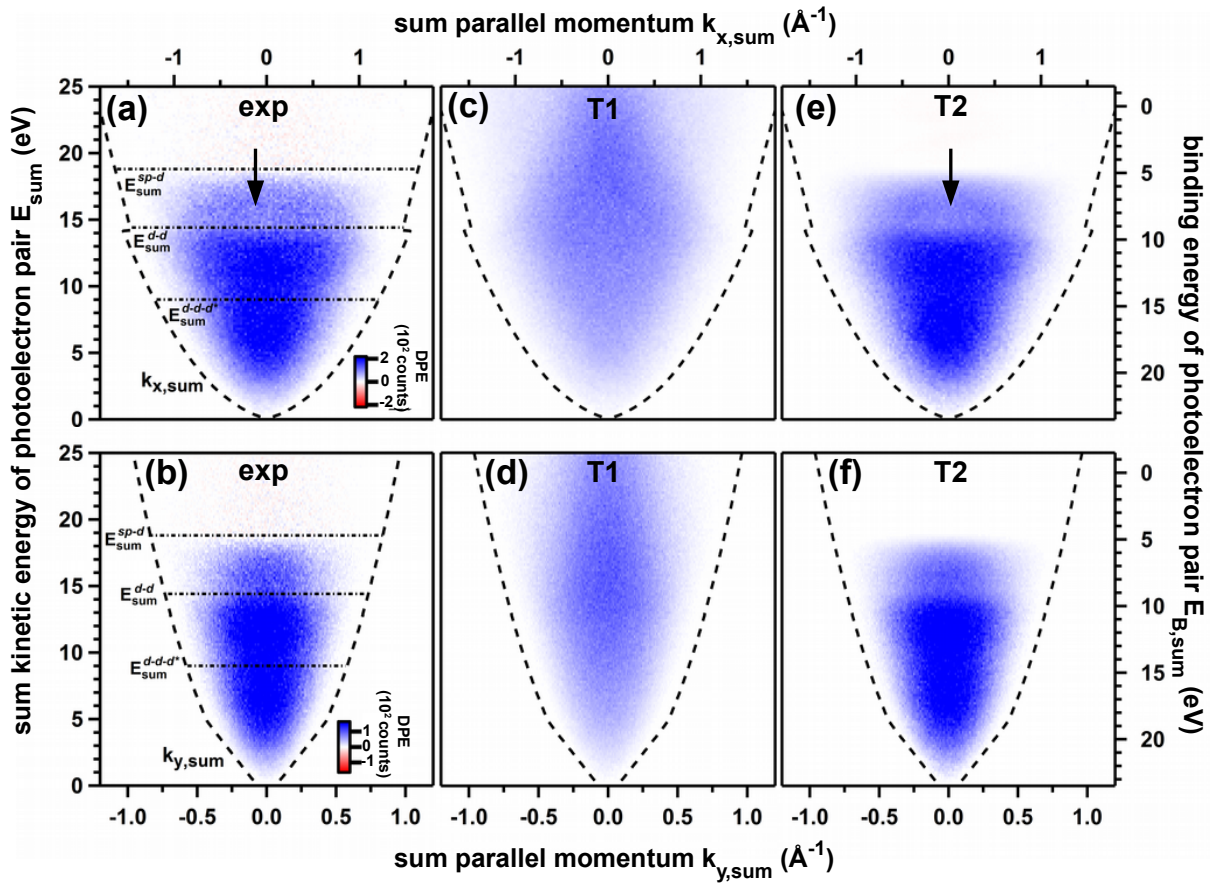 sum parallel momentum k_x,sum (Å⁻¹)
-1 0 1 -1 0 1 -1 0 1
sum kinetic energy of photoelectron pair E_sum (eV)
binding energy of photoelectron pair E_B,sum (eV)
25
20
15
10
5
0
(a) exp
E_sum^sp-d
E_sum^d-d
E_sum^d-d-d*
k_x,sum
2
0
-2
DPE
(10² counts)
(c) T1
(e) T2
0
5
10
15
20
25
20
15
10
5
0
(b) exp
E_sum^sp-d
E_sum^d-d
E_sum^d-d-d*
k_y,sum
1
0
-1
DPE
(10² counts)
(d) T1
(f) T2
0
5
10
15
20
-1.0 -0.5 0.0 0.5 1.0 -1.0 -0.5 0.0 0.5 1.0 -1.0 -0.5 0.0 0.5 1.0
sum parallel momentum k_y,sum (Å⁻¹)